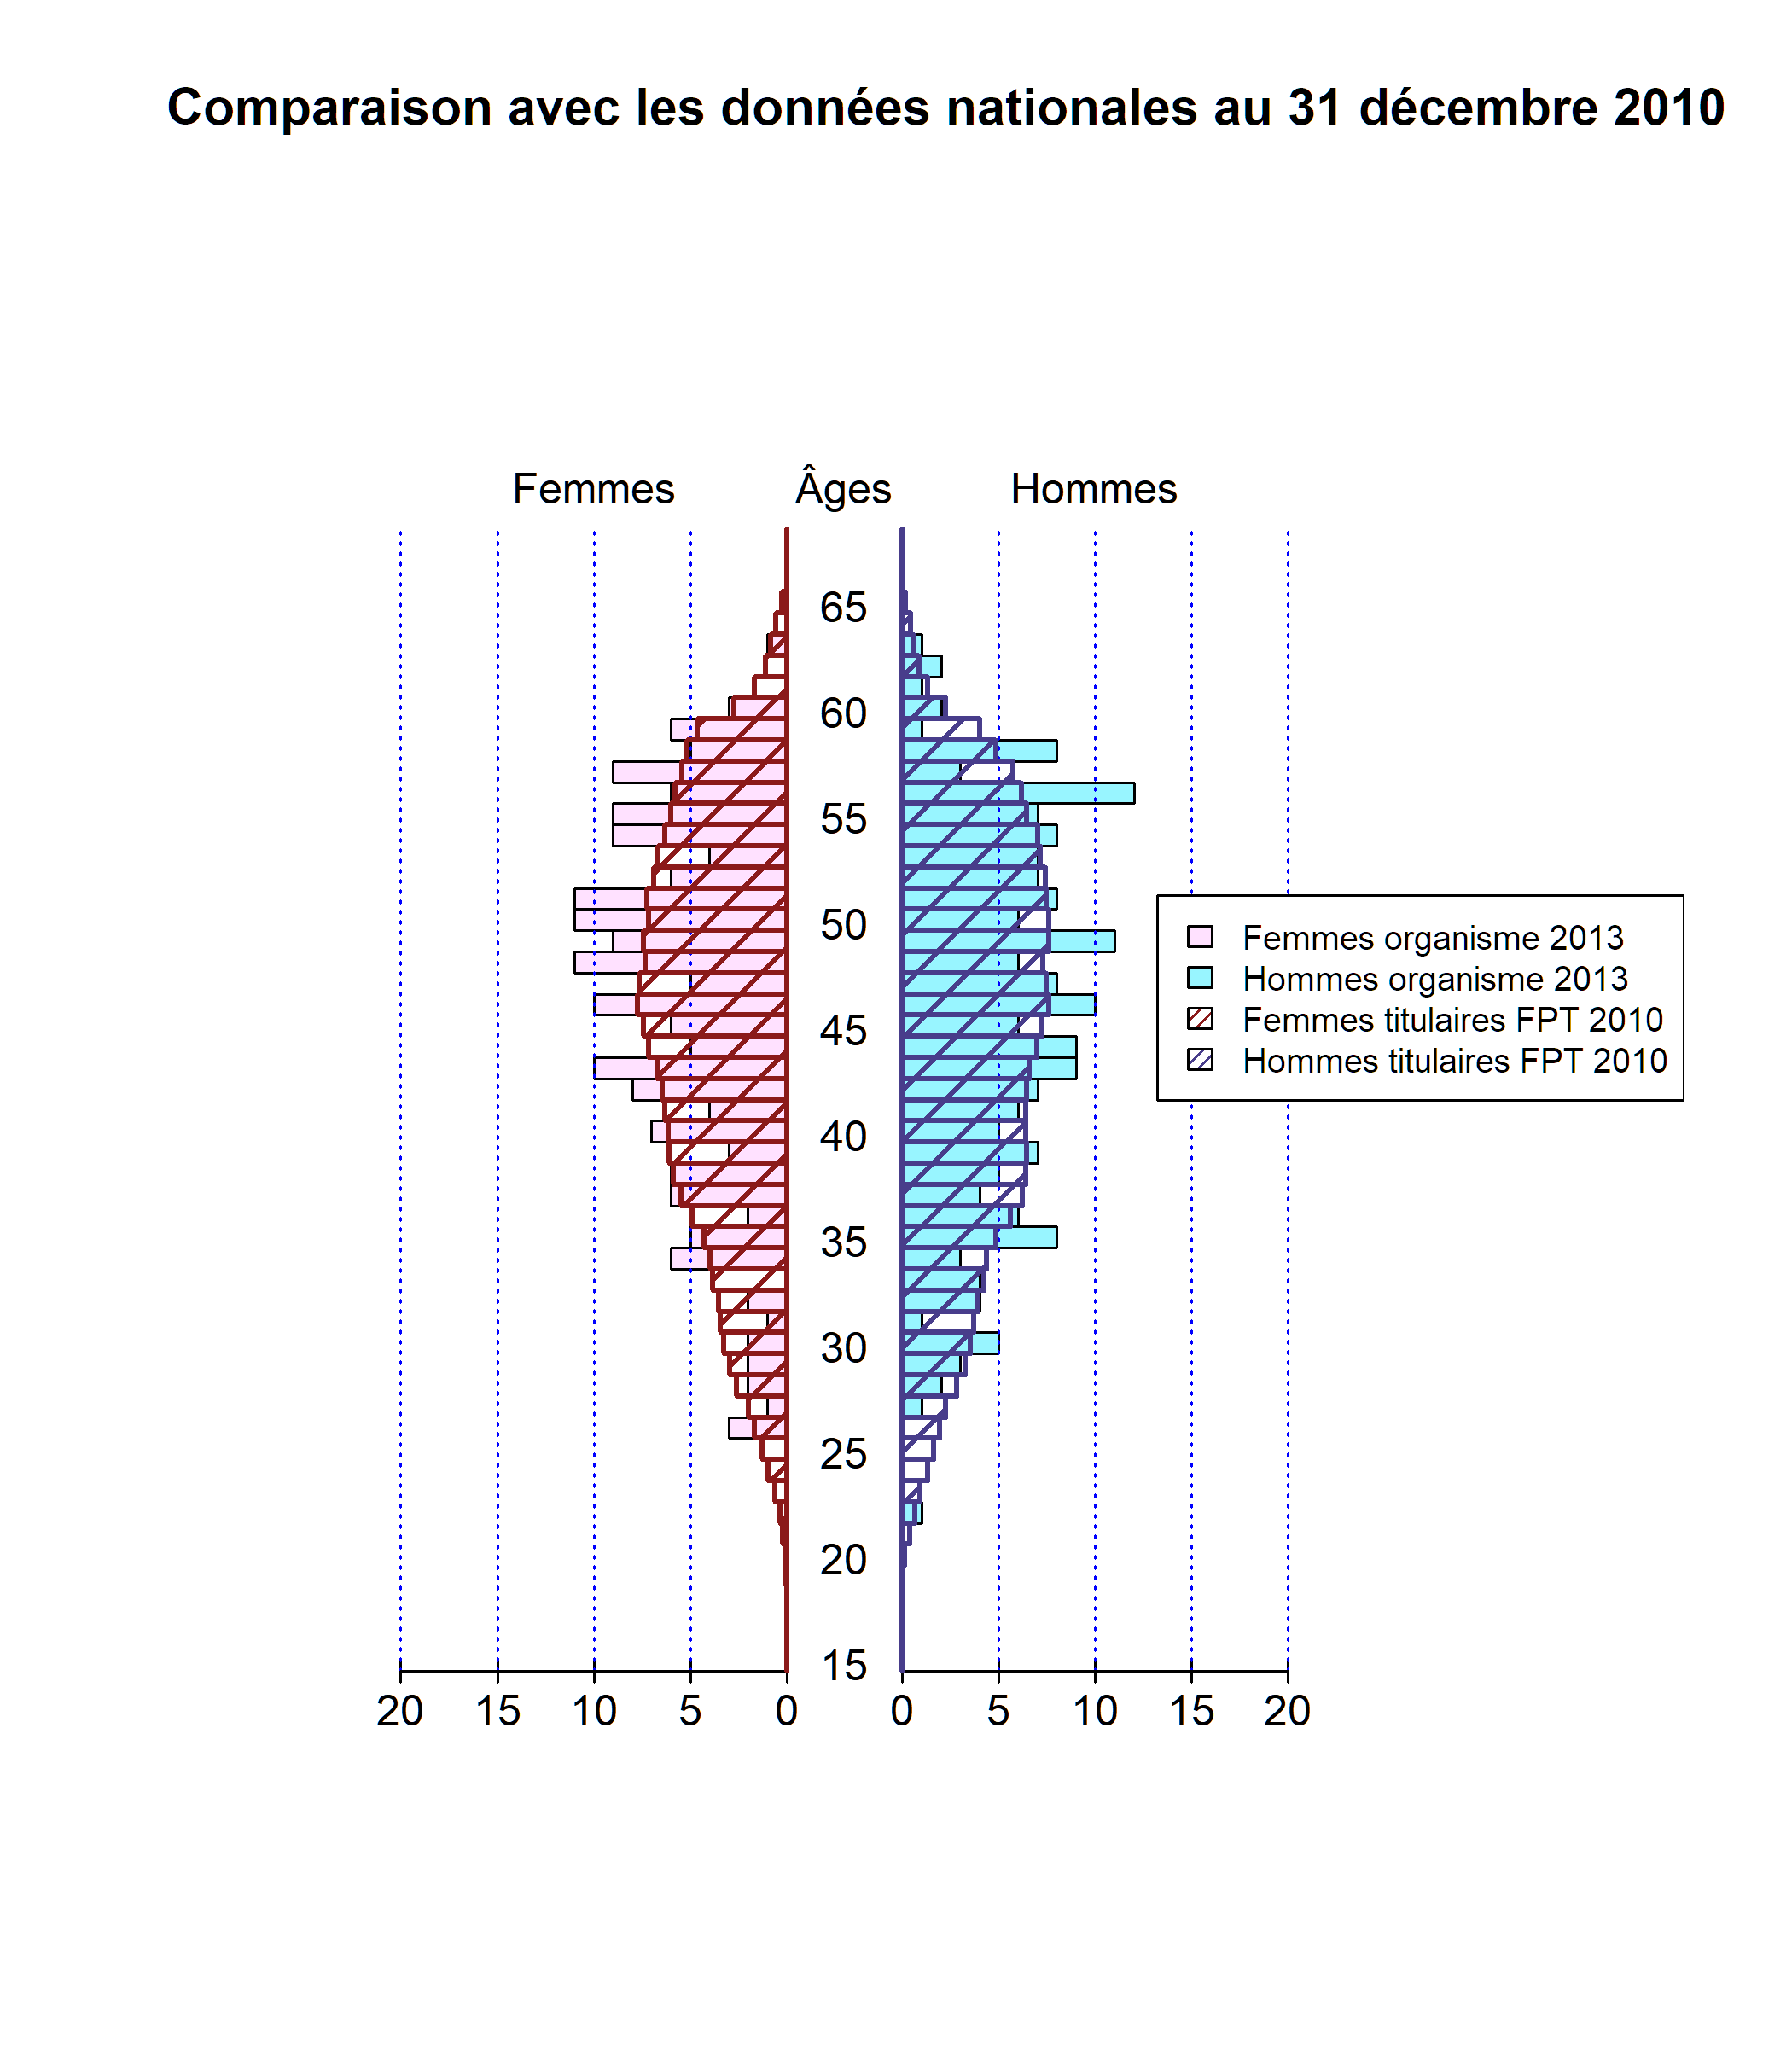 Comparaison avec les données nationales au 31 décembre 2010
Femmes Âges Hommes
65
60
55
50
45
40
35
30
25
20
15
Femmes organisme 2013
Hommes organisme 2013
Femmes titulaires FPT 2010
Hommes titulaires FPT 2010
20 15 10 5 0 0 5 10 15 20